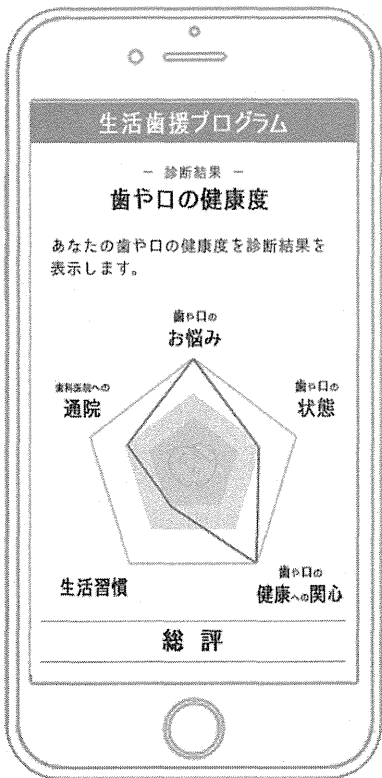 生活歯援プログラム
− 診断結果 −
歯や口の健康度
あなたの歯や口の健康度を診断結果を
表示します。
歯や口の
お悩み
歯科医院への
通院
歯や口の
状態
生活習慣
歯や口の
健康への関心
総 評